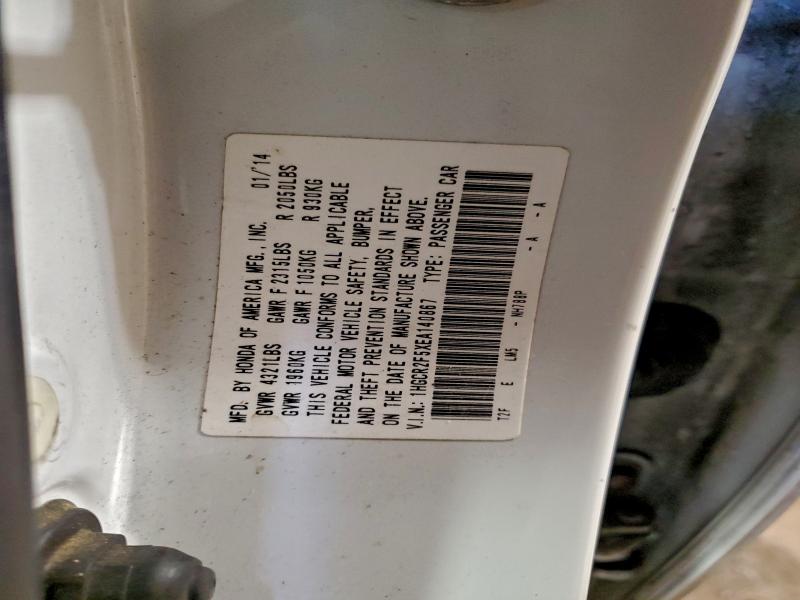 MFD. BY HONDA OF AMERICA MFG., INC. 01/14
GVWR 4321LBS GAWR F 2315LBS R 2050LBS
GVWR 1960KG GAWR F 1050KG R 930KG
THIS VEHICLE CONFORMS TO ALL APPLICABLE
FEDERAL MOTOR VEHICLE SAFETY, BUMPER,
AND THEFT PREVENTION STANDARDS IN EFFECT
ON THE DATE OF MANUFACTURE SHOWN ABOVE.
V.I.N.: 1HGCR2F5XEA140867 TYPE: PASSENGER CAR
T2F E LM5 - NH788P - A - A